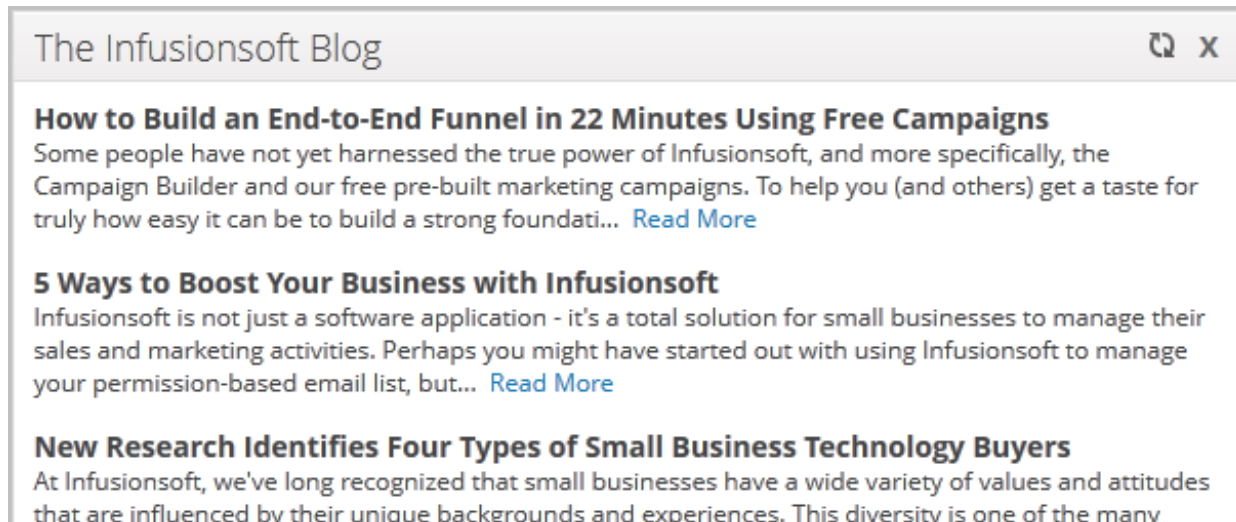 The Infusionsoft Blog
X
How to Build an End-to-End Funnel in 22 Minutes Using Free Campaigns
Some people have not yet harnessed the true power of Infusionsoft, and more specifically, the
Campaign Builder and our free pre-built marketing campaigns. To help you (and others) get a taste for
truly how easy it can be to build a strong foundati... Read More
5 Ways to Boost Your Business with Infusionsoft
Infusionsoft is not just a software application - it's a total solution for small businesses to manage their
sales and marketing activities. Perhaps you might have started out with using Infusionsoft to manage
your permission-based email list, but... Read More
New Research Identifies Four Types of Small Business Technology Buyers
At Infusionsoft, we've long recognized that small businesses have a wide variety of values and attitudes
that are influenced by their unique backgrounds and experiences. This diversity is one of the many